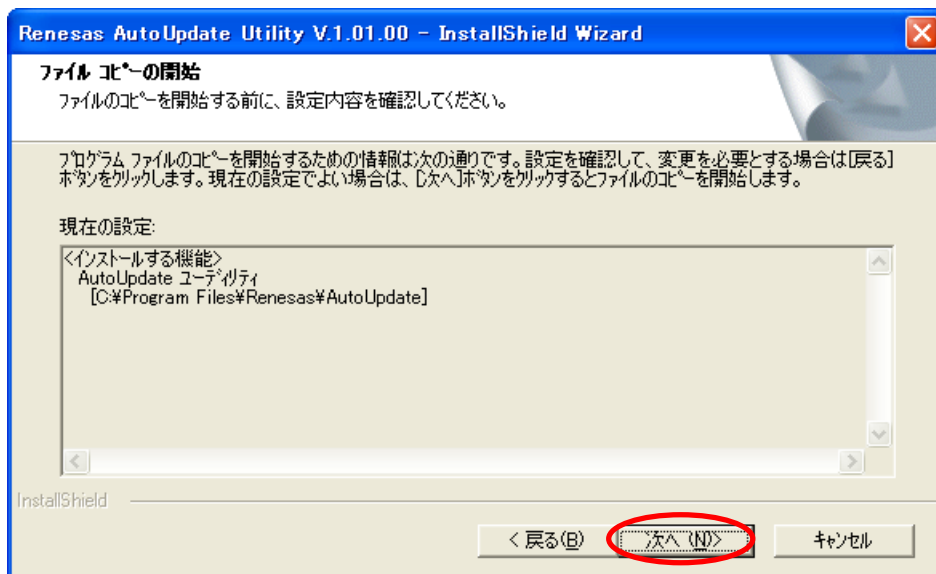 Renesas AutoUpdate Utility V.1.01.00 - InstallShield Wizard
ファイル コピーの開始
ファイルのコピーを開始する前に、設定内容を確認してください。
プログラム ファイルのコピーを開始するための情報は次の通りです。設定を確認して、変更を必要とする場合は[戻る]
ボタンをクリックします。現在の設定でよい場合は、[次へ]ボタンをクリックするとファイルのコピーを開始します。
現在の設定:
<インストールする機能>
AutoUpdate ユーティリティ
[C:¥Program Files¥Renesas¥AutoUpdate]
InstallShield
< 戻る(B)
次へ (N)>
キャンセル